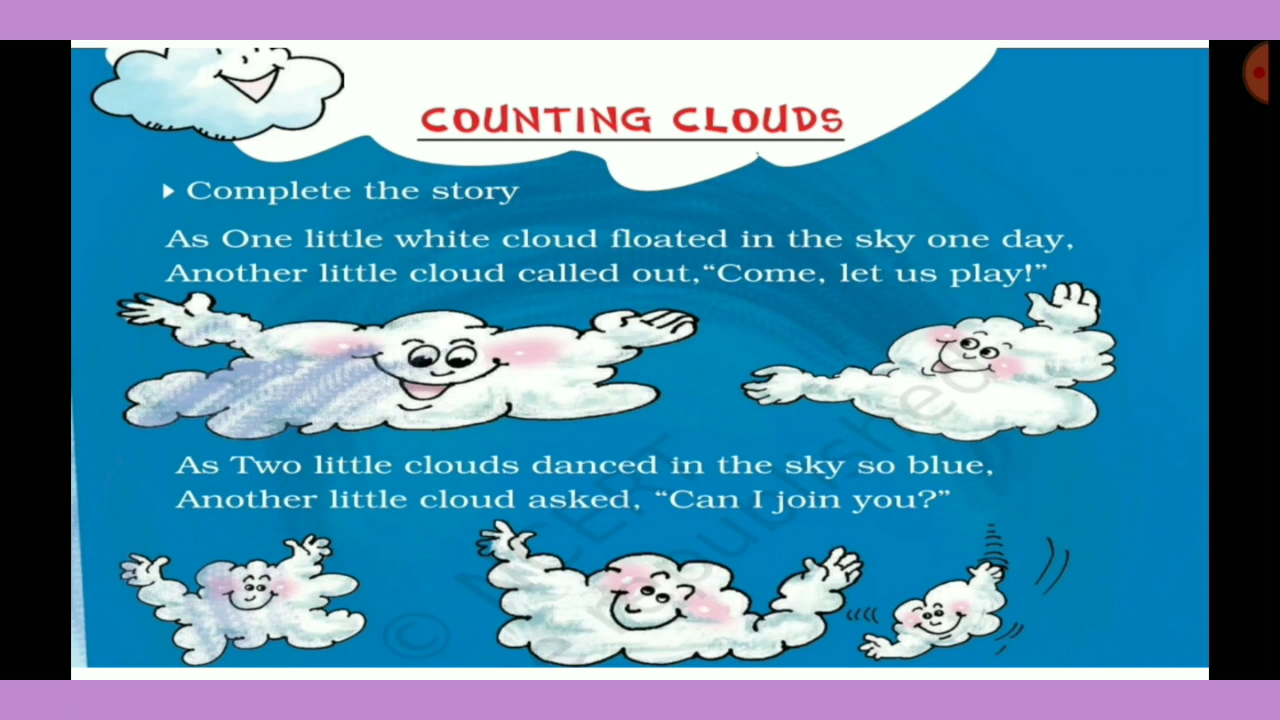 COUNTING CLOUDS
Complete the story
As One little white cloud floated in the sky one day,
Another little cloud called out,“Come, let us play!”
As Two little clouds danced in the sky so blue,
Another little cloud asked, “Can I join you?”
© NCERT
republished